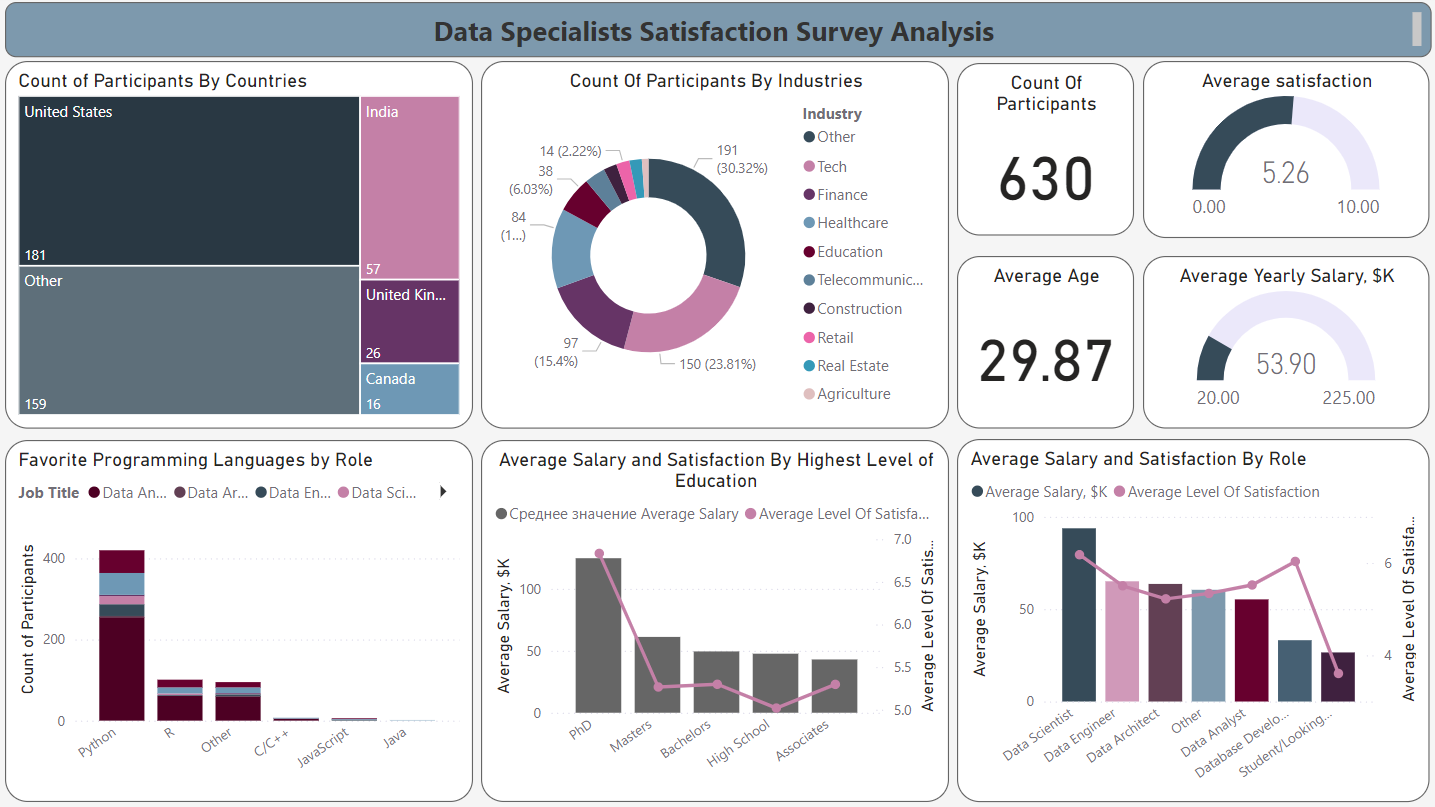 Data Specialists Satisfaction Survey Analysis
Count of Participants By Countries
United States
181
Other
159
India
57
United Kin...
26
Canada
16
Count Of Participants By Industries
14 (2.22%)
38
(6.03%)
84
(1...)
97
(15.4%)
191
(30.32%)
150 (23.81%)
Industry
Other
Tech
Finance
Healthcare
Education
Telecommunic...
Construction
Retail
Real Estate
Agriculture
Count Of
Participants
630
Average satisfaction
5.26
0.00
10.00
Average Age
29.87
Average Yearly Salary, $K
53.90
20.00
225.00
Favorite Programming Languages by Role
Job Title
Data An...
Data Ar...
Data En...
Data Sci...
Count of Participants
400
200
0
Python
R
Other
C/C++
JavaScript
Java
Average Salary and Satisfaction By Highest Level of
Education
Среднее значение Average Salary
Average Level Of Satisfa...
Average Salary, $K
100
50
0
7.0
6.5
6.0
5.5
5.0
Average Level Of Satis...
PhD
Masters
Bachelors
High School
Associates
Average Salary and Satisfaction By Role
Average Salary, $K
Average Level Of Satisfaction
Average Salary, $K
100
50
0
6
4
Average Level Of Satisfa...
Data Scientist
Data Engineer
Data Architect
Other
Data Analyst
Database Develo...
Student/Looking...